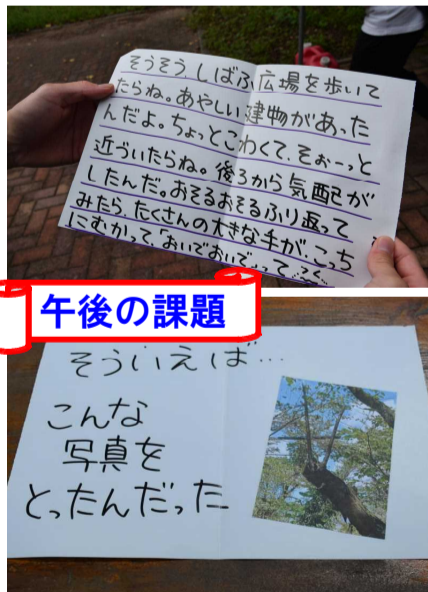 そうそう、しばふ広場を歩いて
たらね。あやしい建物があった
んだよ。ちょっとこわくて、そぉーっと
近づいたらね。後ろから気配が
したんだ。おそるおそるふり返って
みたら、たくさんの大きな手が、こっち
にむかって、「おいでおいで」って
午後の課題
そういえば…
こんな
写真を
とったんだった